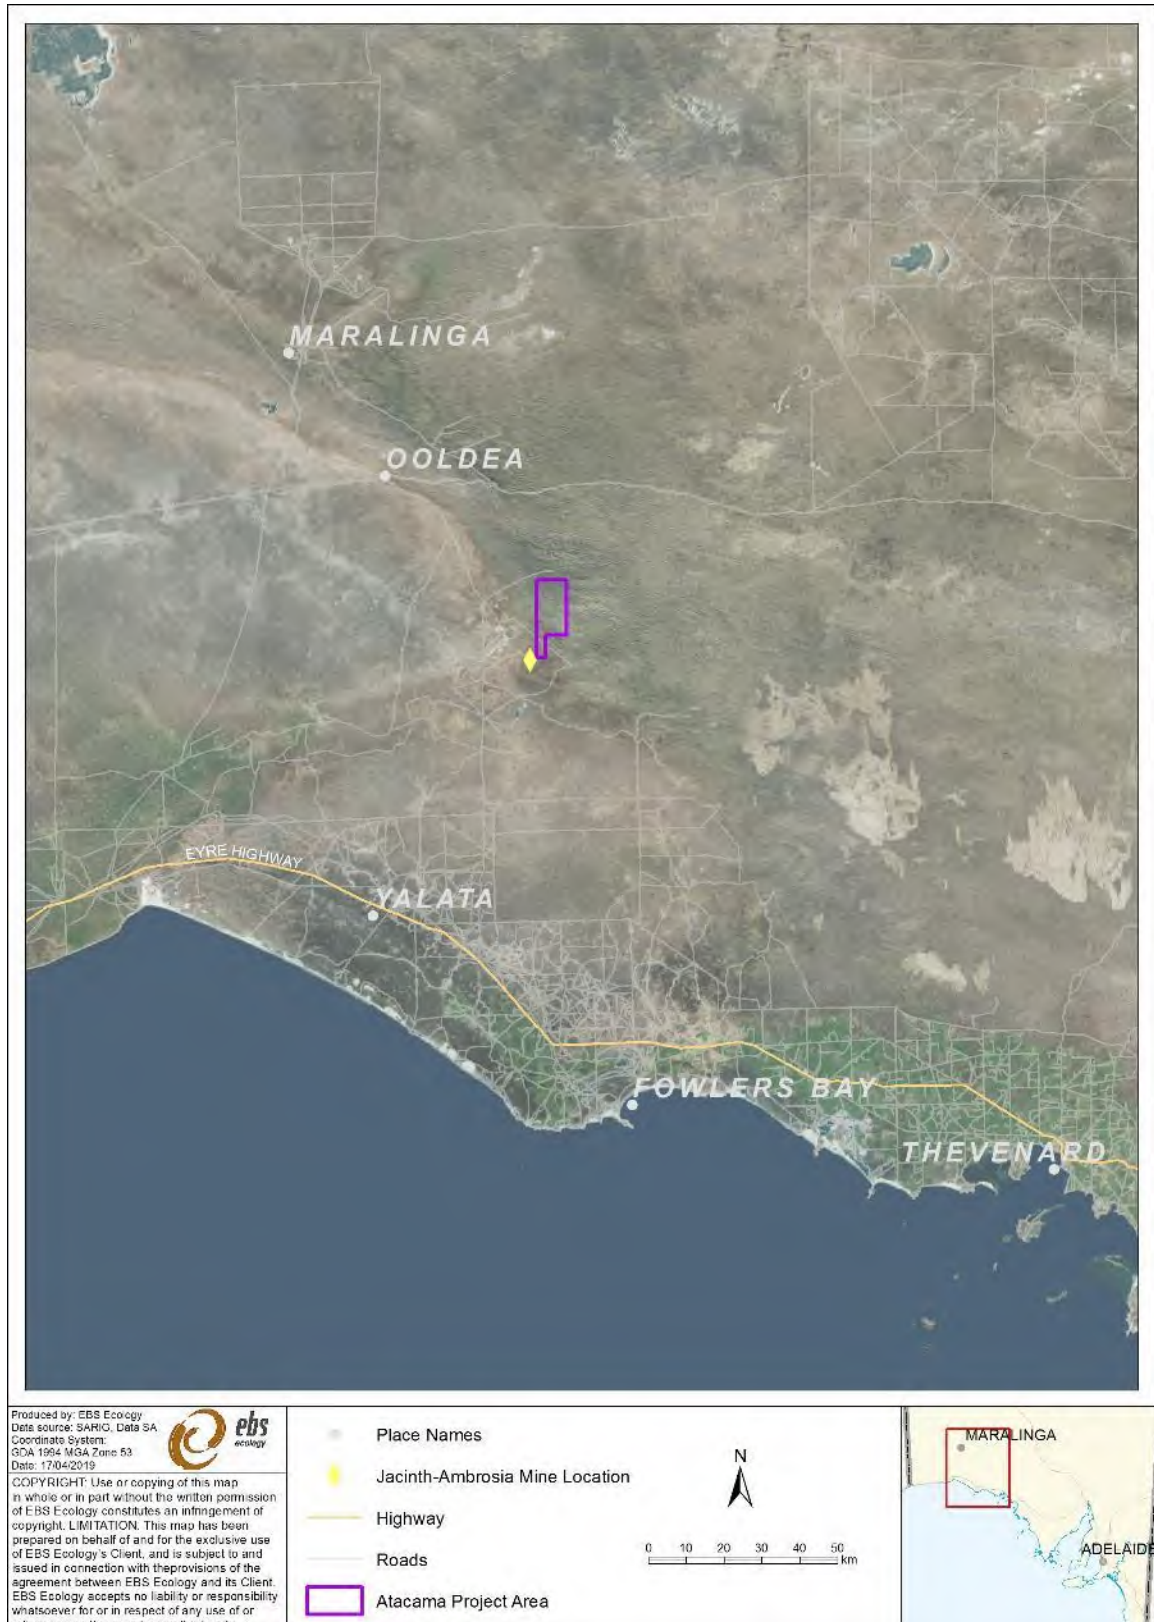 MARALINGA
OOLDEA
EYRE HIGHWAY
YALATA
FOWLERS BAY
THEVENARD
Produced by: EBS Ecology
Data source: SARIG, Data SA
Coordinate System:
GDA 1994 MGA Zone 53
Date: 17/04/2019
ebs
ecology
COPYRIGHT: Use or copying of this map
in whole or in part without the written permission
of EBS Ecology constitutes an infringement of
copyright. LIMITATION. This map has been
prepared on behalf of and for the exclusive use
of EBS Ecology's Client, and is subject to and
issued in connection with theprovisions of the
agreement between EBS Ecology and its Client.
EBS Ecology accepts no liability or responsibility
whatsoever for or in respect of any use of or
Place Names
Jacinth-Ambrosia Mine Location
Highway
Roads
Atacama Project Area
N
0 10 20 30 40 50
km
MARALINGA
ADELAIDE